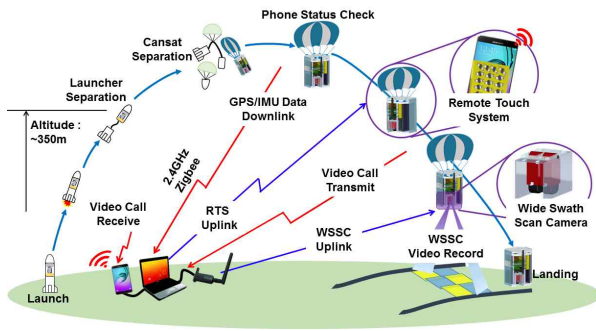 Phone Status Check
Cansat
Separation
Launcher
Separation
Altitude :
~350m
GPS/IMU Data
Downlink
Remote Touch
System
2.4GHz
Zigbee
Video Call
Receive
RTS
Uplink
Video Call
Transmit
WSSC
Uplink
WSSC
Video Record
Wide Swath
Scan Camera
Landing
Launch